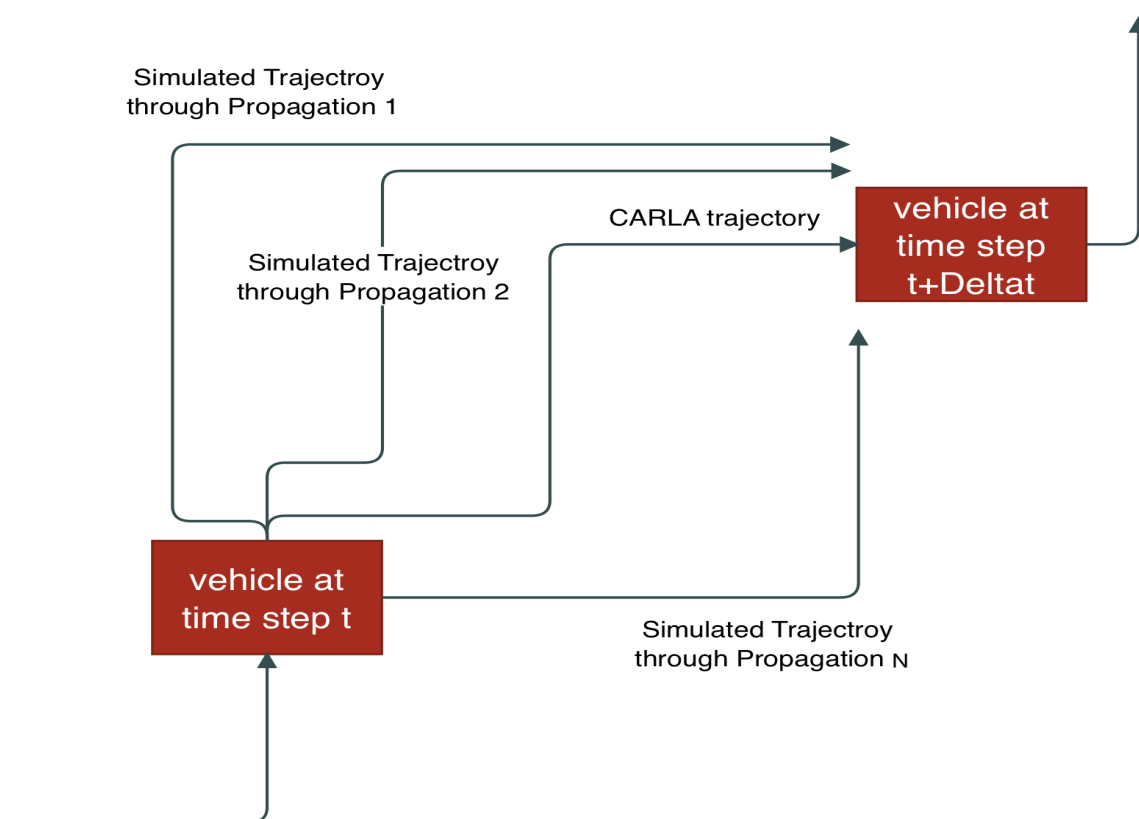 Simulated Trajectroy
through Propagation 1
CARLA trajectory
vehicle at
time step
t+Deltat
Simulated Trajectroy
through Propagation 2
vehicle at
time step t
Simulated Trajectroy
through Propagation N